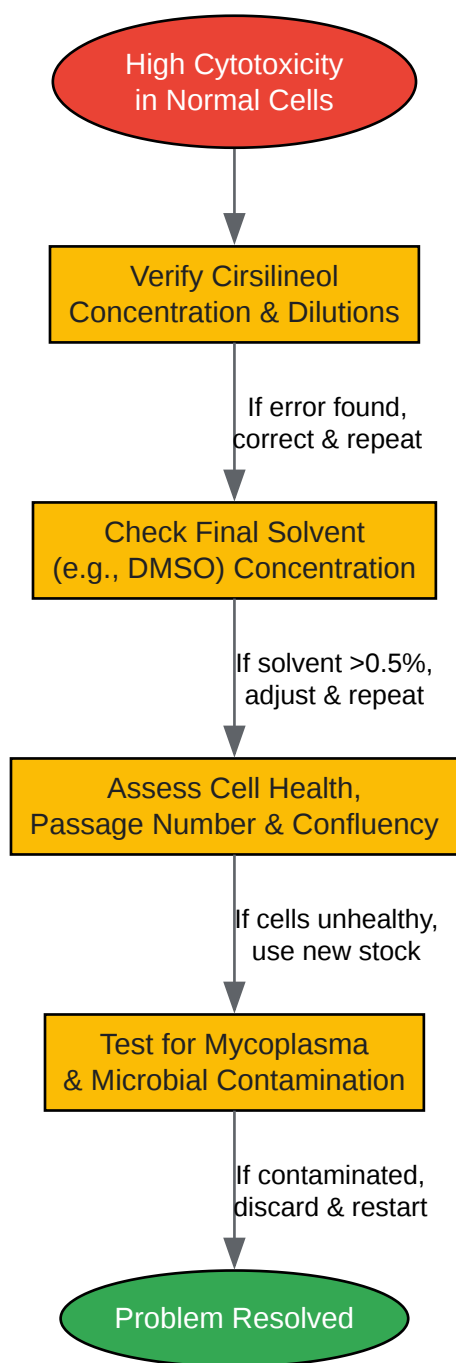 High Cytotoxicity
in Normal Cells
Verify Cirsilineol
Concentration & Dilutions
If error found,
correct & repeat
Check Final Solvent
(e.g., DMSO) Concentration
If solvent >0.5%,
adjust & repeat
Assess Cell Health,
Passage Number & Confluency
If cells unhealthy,
use new stock
Test for Mycoplasma
& Microbial Contamination
If contaminated,
discard & restart
Problem Resolved